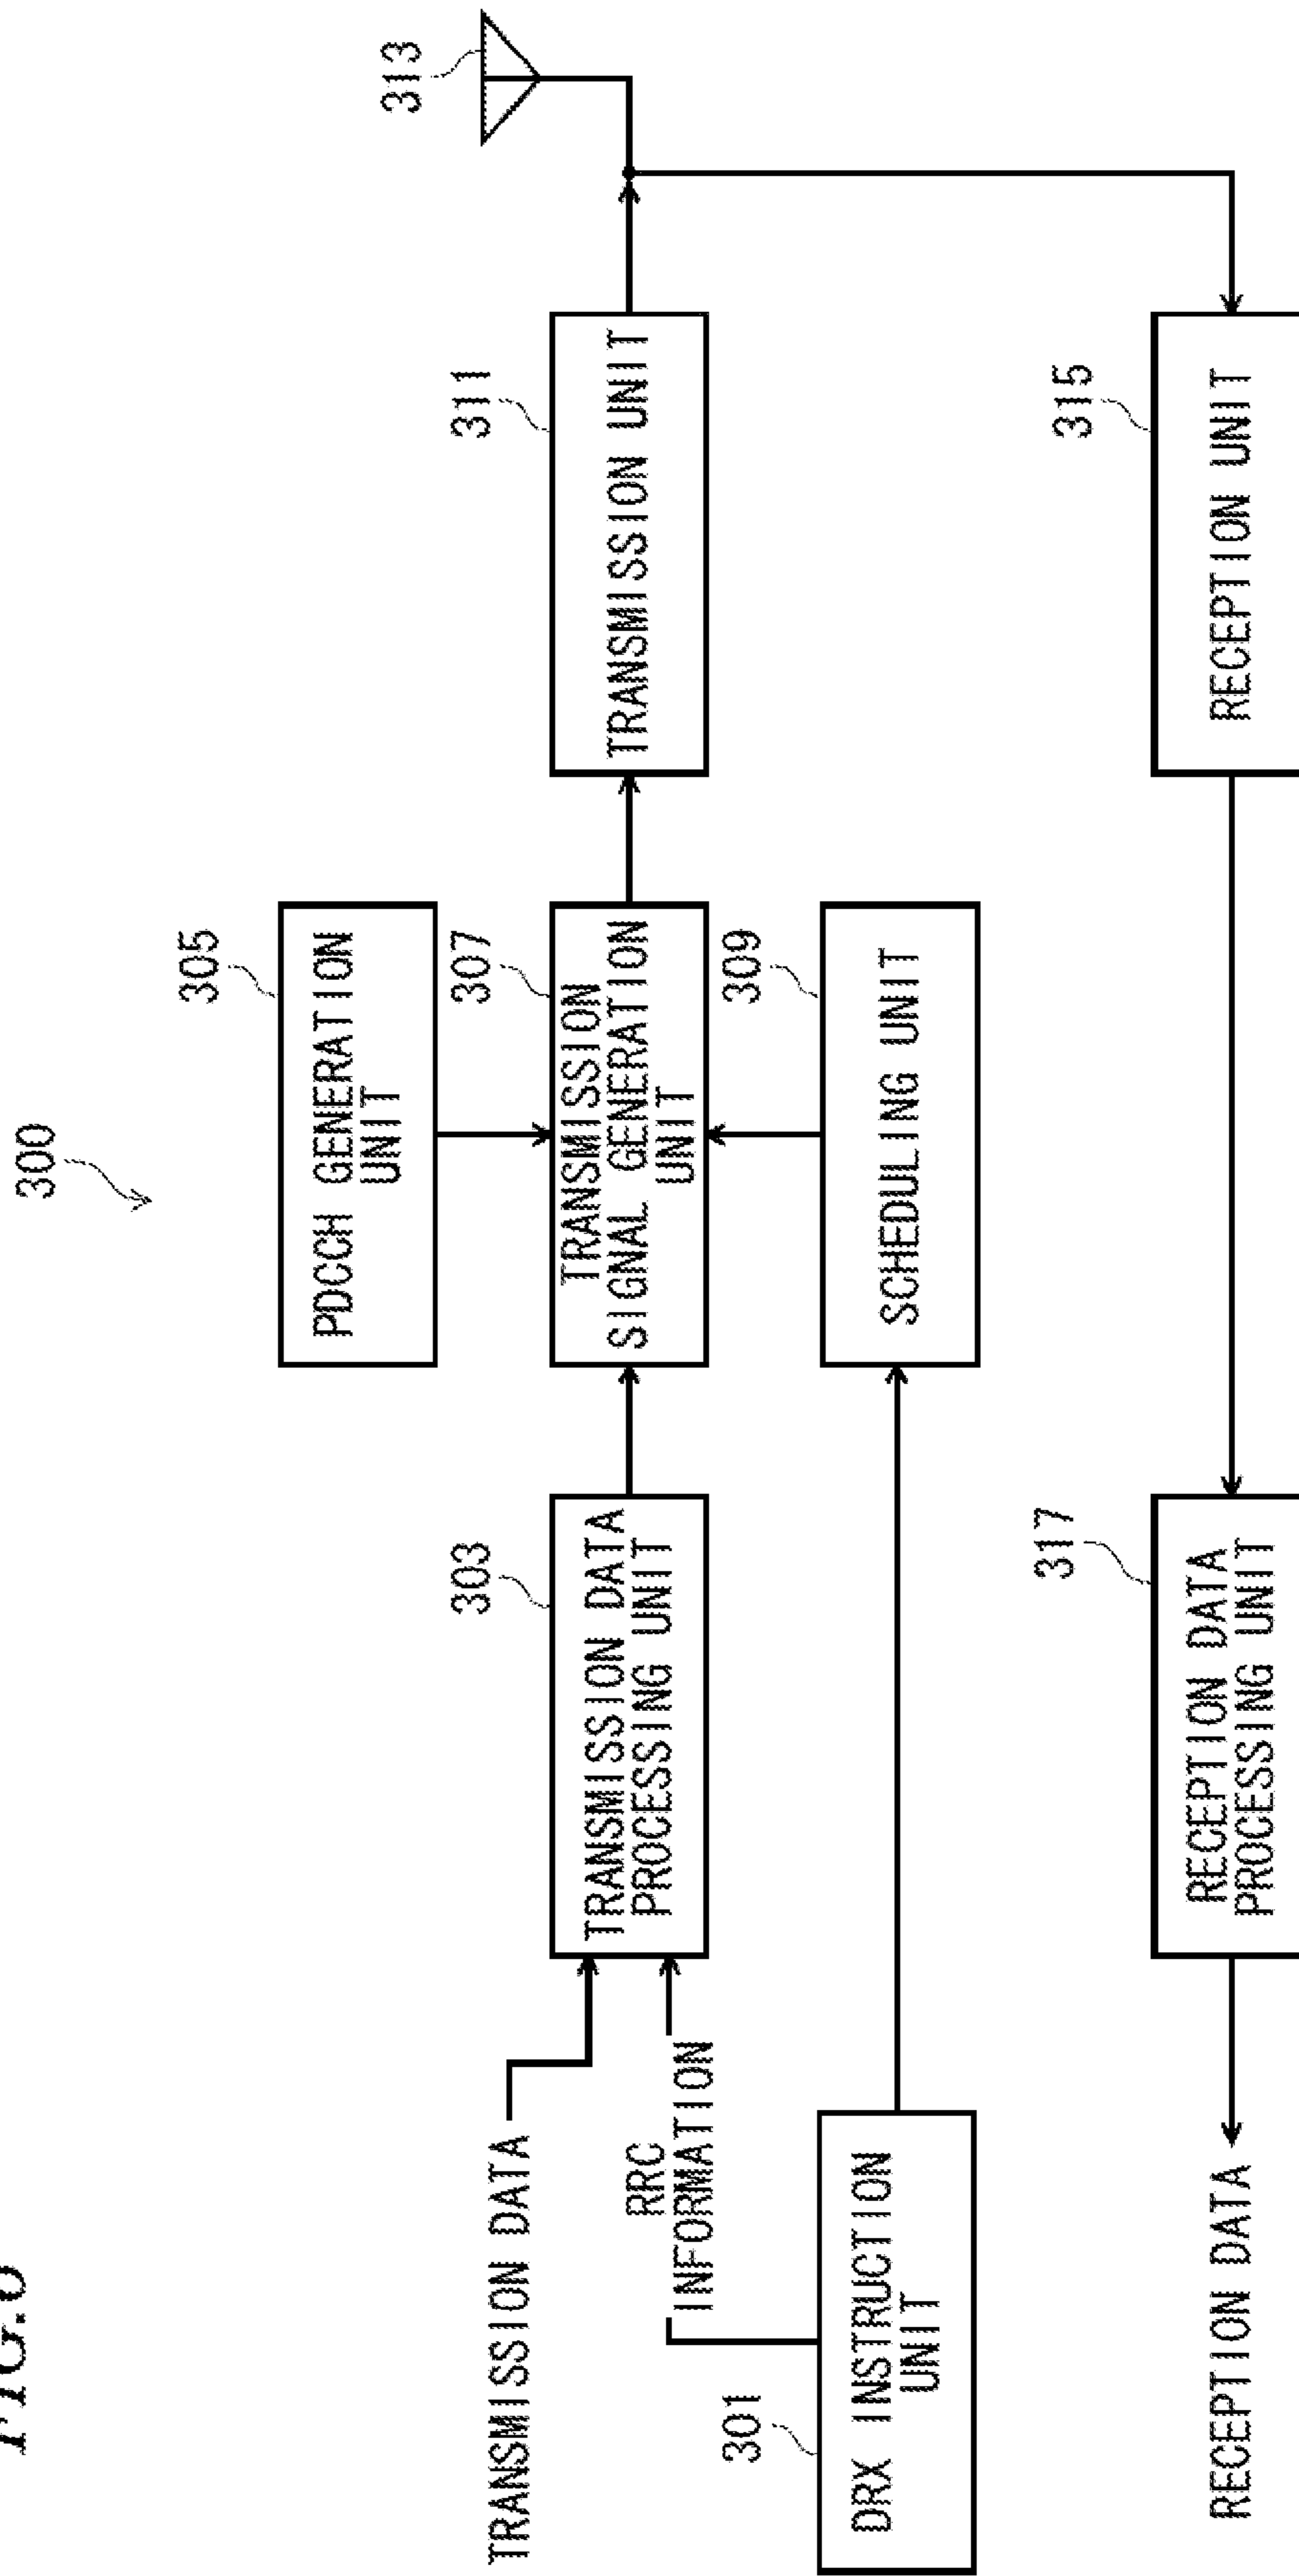 FIG.
300
305
PDCCH GENERATION
UNIT
313
TRANSMISSION DATA
303
TRANSMISSION DATA
PROCESSING UNIT
307
TRANSMISSION
SIGNAL GENERATION
UNIT
311
TRANSMISSION UNIT
RRC
INFORMATION
301
DRX INSTRUCTION
UNIT
309
SCHEDULING UNIT
RECEPTION DATA
317
RECEPTION DATA
PROCESSING UNIT
315
RECEPTION UNIT